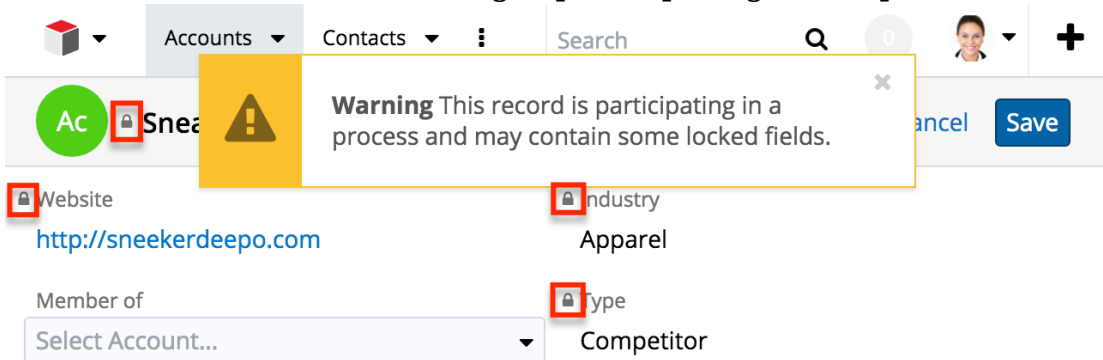 Accounts Contacts Search 0
Warning This record is participating in a
process and may contain some locked fields.
Ac Snea ancel Save
Website Industry
http://sneekerdeepo.com Apparel
Member of Type
Select Account... Competitor